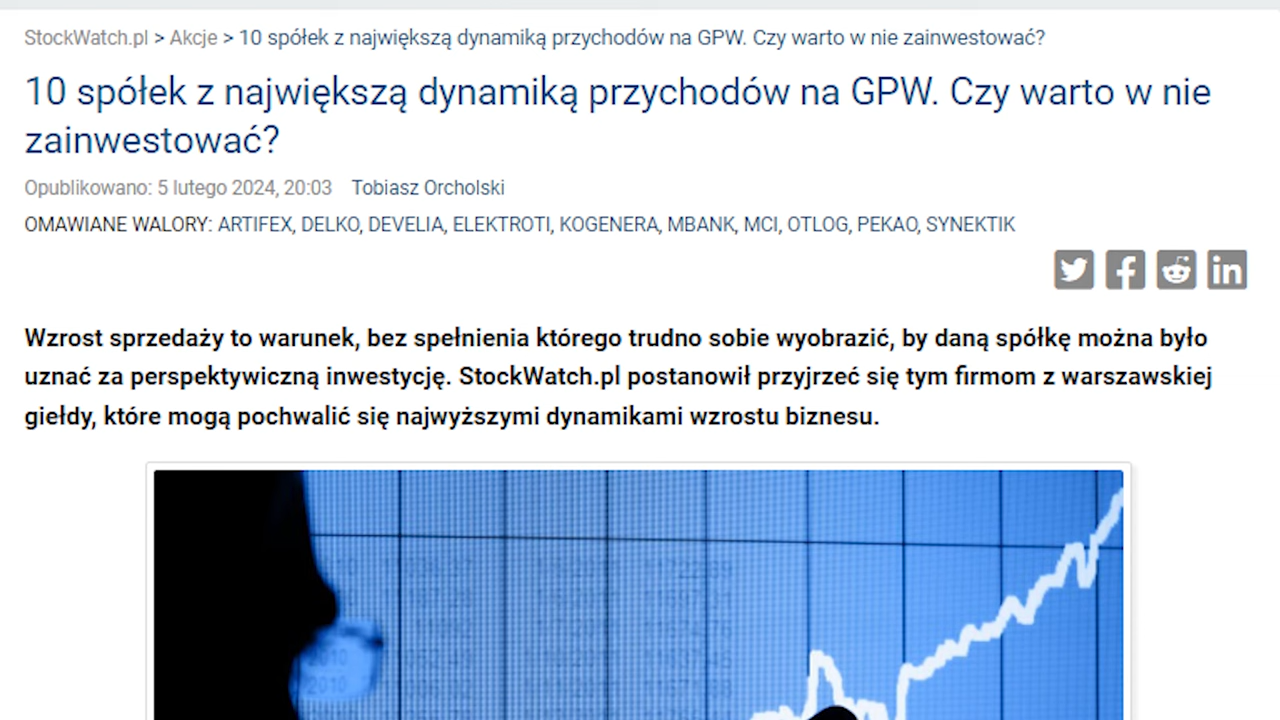 StockWatch.pl > Akcje > 10 spółek z największą dynamiką przychodów na GPW. Czy warto w nie zainwestować?
10 spółek z największą dynamiką przychodów na GPW. Czy warto w nie
zainwestować?
Opublikowano: 5 lutego 2024, 20:03 Tobiasz Orcholski
OMAWIANE WALORY: ARTIFEX, DELKO, DEVELIA, ELEKTROTI, KOGENERA, MBANK, MCI, OTLOG, PEKAO, SYNEKTIK
Wzrost sprzedaży to warunek, bez spełnienia którego trudno sobie wyobrazić, by daną spółkę można było
uznać za perspektywiczną inwestycję. StockWatch.pl postanowił przyjrzeć się tym firmom z warszawskiej
giełdy, które mogą pochwalić się najwyższymi dynamikami wzrostu biznesu.